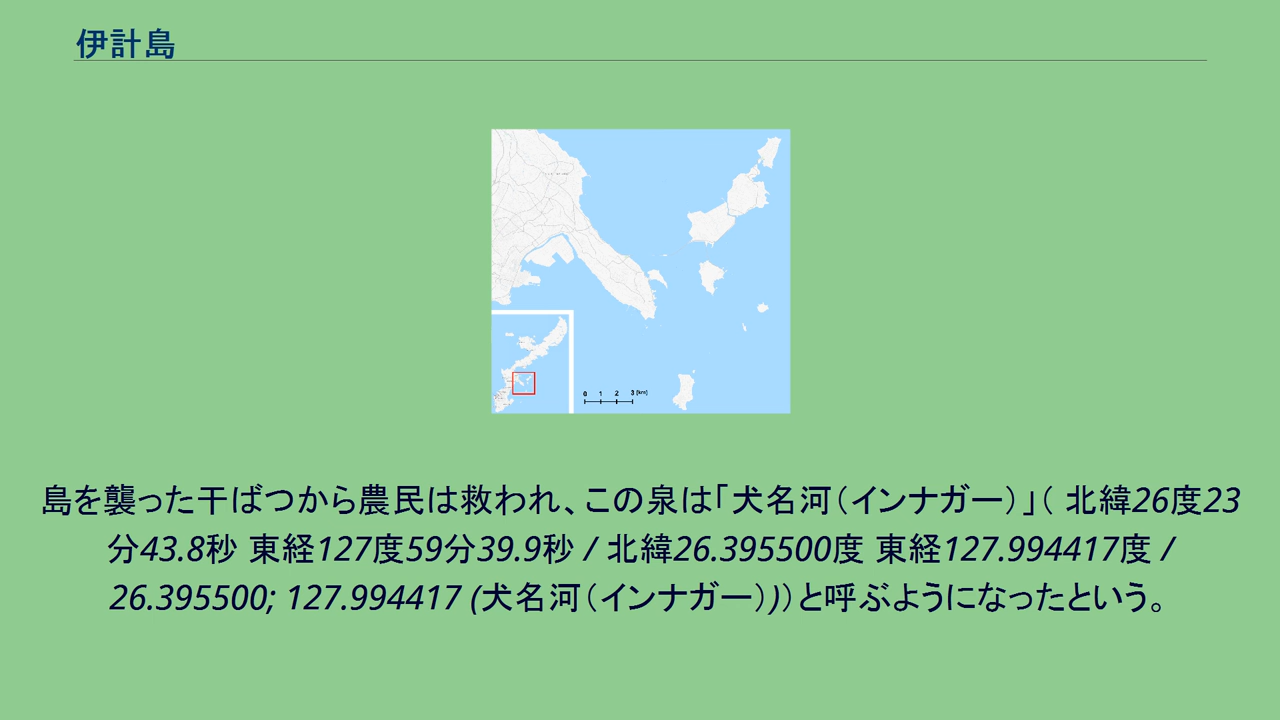 伊計島
0 1 2 3 [km]
島を襲った干ばつから農民は救われ、この泉は「犬名河（インナガー）」（ 北緯26度23
分43.8秒 東経127度59分39.9秒 / 北緯26.395500度 東経127.994417度 /
26.395500; 127.994417 (犬名河（インナガー）)）と呼ぶようになったという。